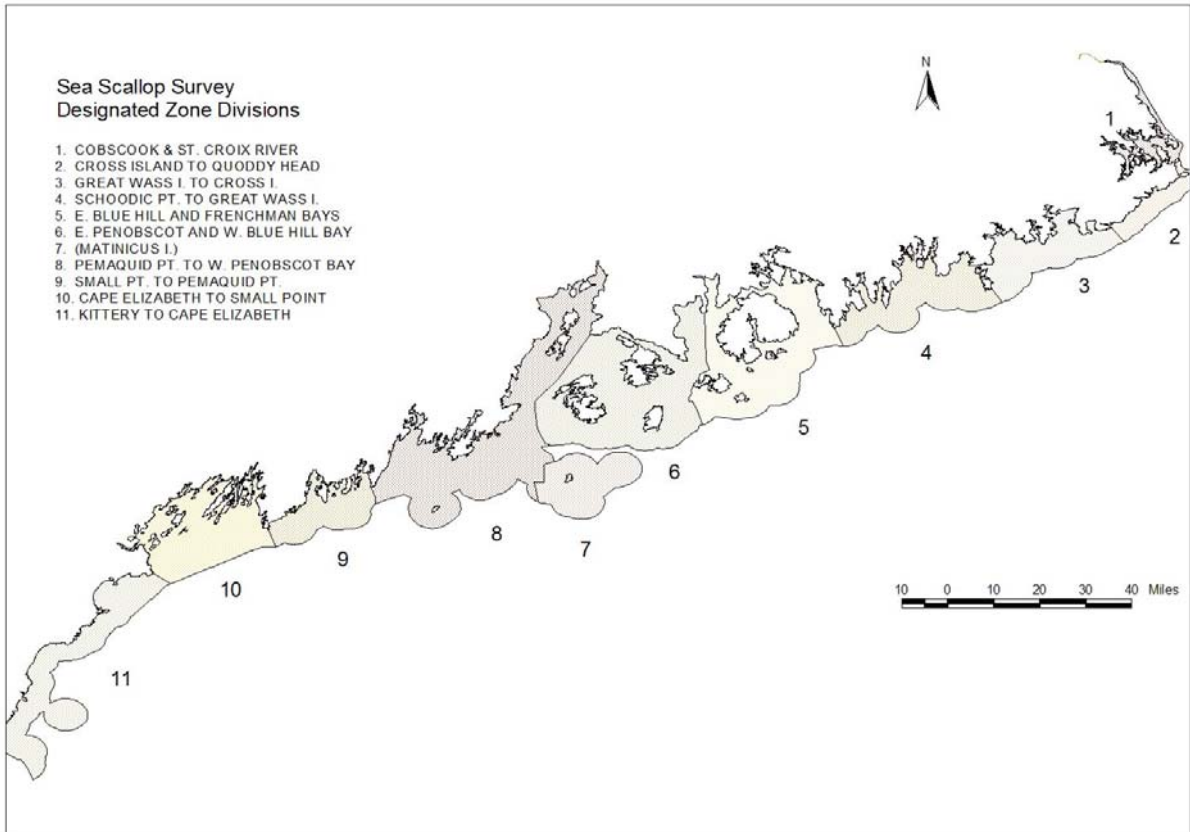 Sea Scallop Survey
Designated Zone Divisions
1. COBSCOOK & ST. CROIX RIVER
2. CROSS ISLAND TO QUODDY HEAD
3. GREAT WASS I. TO CROSS I.
4. SCHOODIC PT. TO GREAT WASS I.
5. E. BLUE HILL AND FRENCHMAN BAYS
6. E. PENOBSCOT AND W. BLUE HILL BAY
7. (MATINICUS I.)
8. PEMAQUID PT. TO W. PENOBSCOT BAY
9. SMALL PT. TO PEMAQUID PT.
10. CAPE ELIZABETH TO SMALL POINT
11. KITTERY TO CAPE ELIZABETH
N
1
2
3
4
5
6
7
8
9
10
11
10 0 10 20 30 40 Miles